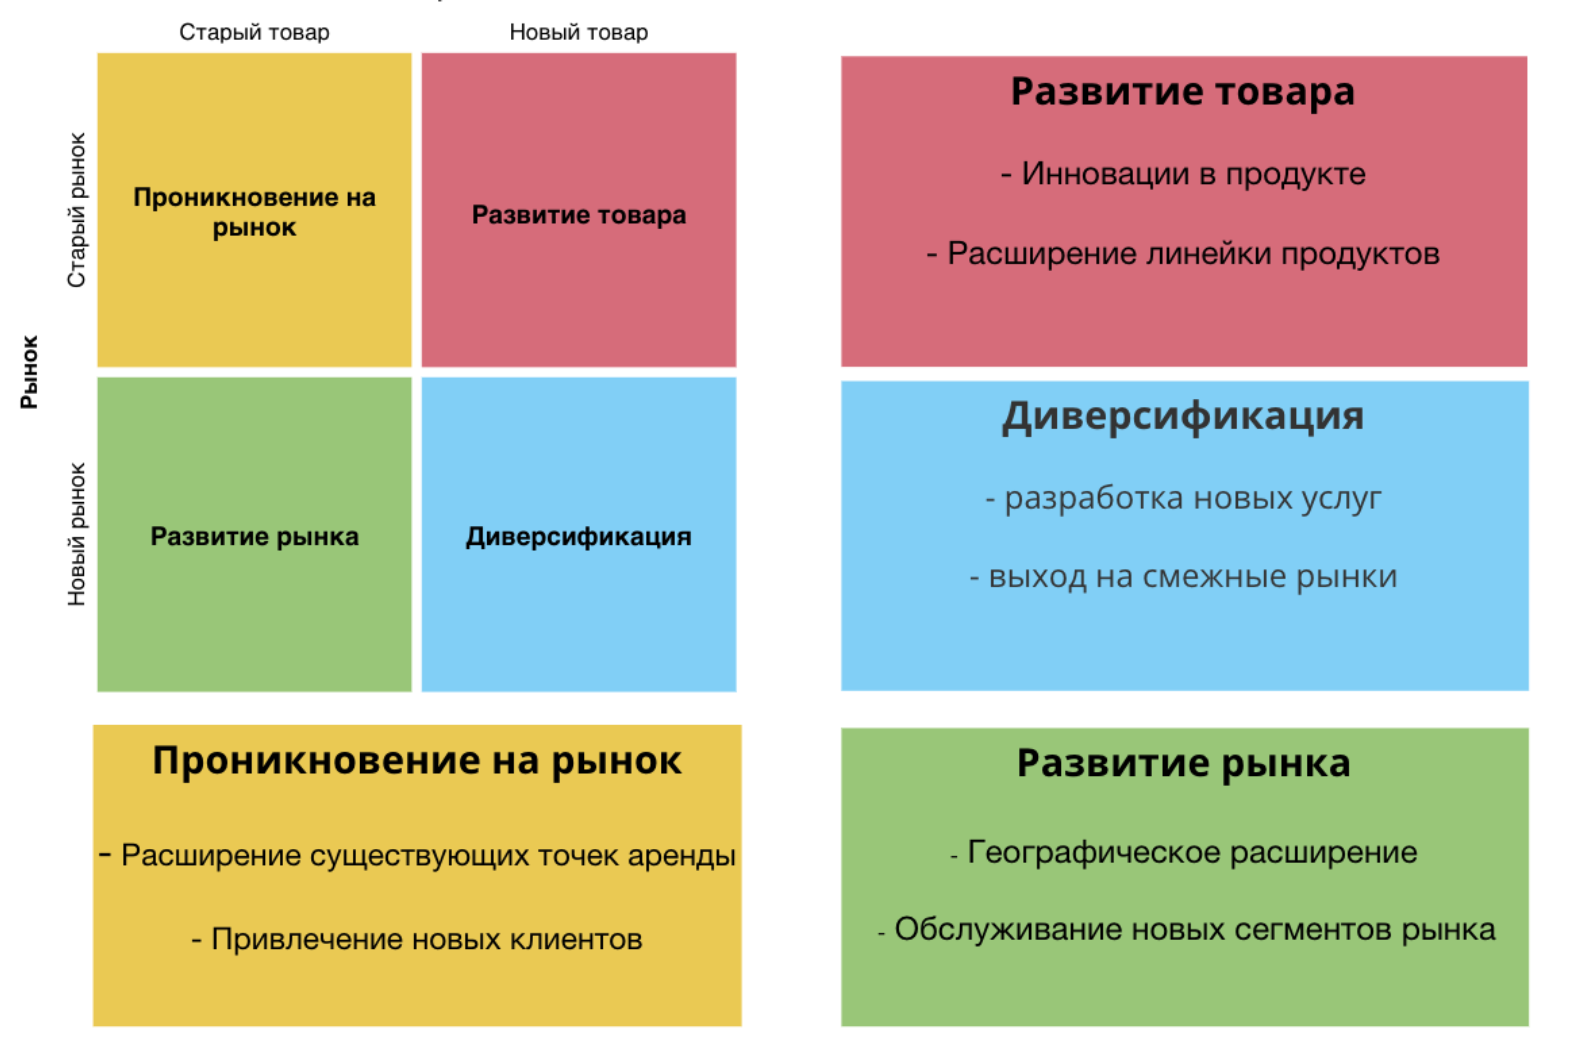 Старый товар
Новый товар
Рынок
Старый рынок
Проникновение на
рынок
Развитие товара
Новый рынок
Развитие рынка
Диверсификация
Развитие товара
- Инновации в продукте
- Расширение линейки продуктов
Диверсификация
- разработка новых услуг
- выход на смежные рынки
Проникновение на рынок
- Расширение существующих точек аренды
- Привлечение новых клиентов
Развитие рынка
- Географическое расширение
- Обслуживание новых сегментов рынка